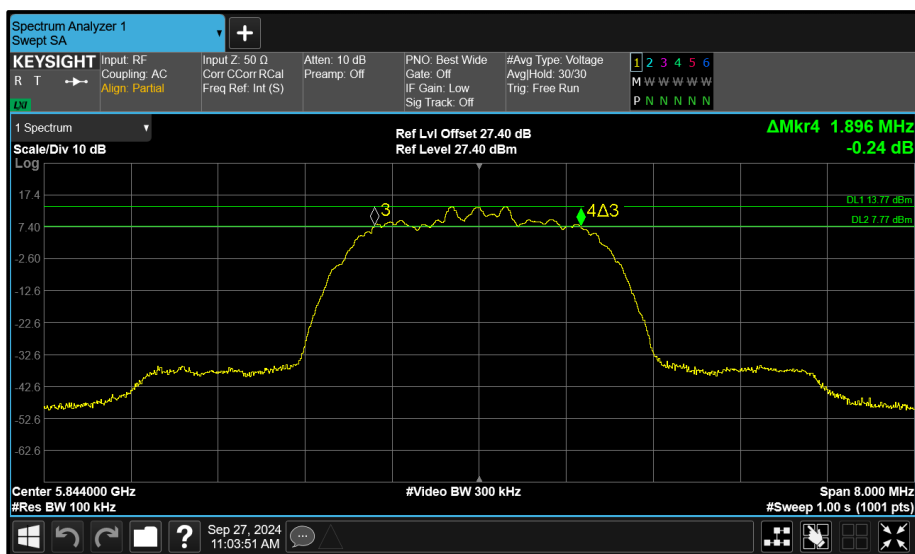 Spectrum Analyzer 1
Swept SA
KEYSIGHT
R T
LXI
Input: RF
Coupling: AC
Align: Partial
Input Z: 50 Ω
Corr CCorr RCal
Freq Ref: Int (S)
Atten: 10 dB
Preamp: Off
PNO: Best Wide
Gate: Off
IF Gain: Low
Sig Track: Off
#Avg Type: Voltage
Avg|Hold: 30/30
Trig: Free Run
1 2 3 4 5 6
M W W W W W
P N N N N N
1 Spectrum
Scale/Div 10 dB
Ref Lvl Offset 27.40 dB
Ref Level 27.40 dBm
ΔMkr4 1.896 MHz
-0.24 dB
Log
17.4
7.40
-2.60
-12.6
-22.6
-32.6
-42.6
-52.6
-62.6
3
4Δ3
DL1 13.77 dBm
DL2 7.77 dBm
Center 5.844000 GHz
#Res BW 100 kHz
#Video BW 300 kHz
Span 8.000 MHz
#Sweep 1.00 s (1001 pts)
Sep 27, 2024
11:03:51 AM